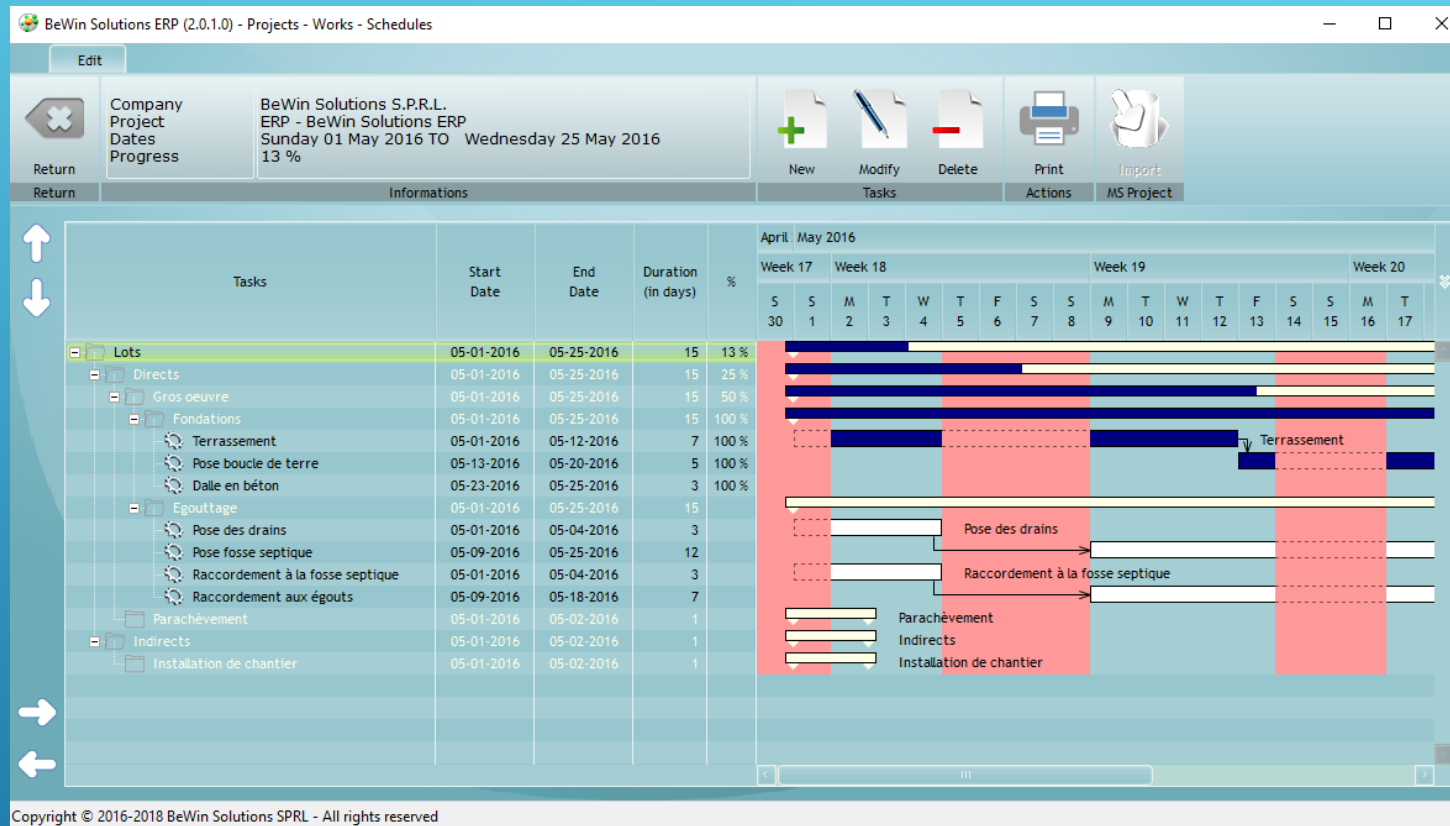 BeWin Solutions ERP (2.0.1.0) - Projects - Works - Schedules
Edit
Company BeWin Solutions S.P.R.L.
Project ERP - BeWin Solutions ERP
Dates Sunday 01 May 2016 TO Wednesday 25 May 2016
Progress 13 %
Return New Modify Delete Print Import
Return Informations Tasks Actions MS Project
April May 2016
Tasks Start Date End Date Duration (in days) %
Week 17 Week 18 Week 19 Week 20
S S M T W T F S S M T W T F S S M T
30 1 2 3 4 5 6 7 8 9 10 11 12 13 14 15 16 17
Lots 05-01-2016 05-25-2016 15 13 %
Directs 05-01-2016 05-25-2016 15 25 %
Gros oeuvre 05-01-2016 05-25-2016 15 50 %
Fondations 05-01-2016 05-25-2016 15 100 %
Terrassement 05-01-2016 05-12-2016 7 100 % Terrassement
Pose boucle de terre 05-13-2016 05-20-2016 5 100 %
Dalle en béton 05-23-2016 05-25-2016 3 100 %
Egouttage 05-01-2016 05-25-2016 15
Pose des drains 05-01-2016 05-04-2016 3 Pose des drains
Pose fosse septique 05-09-2016 05-25-2016 12
Raccordement à la fosse septique 05-01-2016 05-04-2016 3 Raccordement à la fosse septique
Raccordement aux égouts 05-09-2016 05-18-2016 7
Parachèvement 05-01-2016 05-02-2016 1 Parachèvement
Indirects 05-01-2016 05-02-2016 1 Indirects
Installation de chantier 05-01-2016 05-02-2016 1 Installation de chantier
Copyright © 2016-2018 BeWin Solutions SPRL - All rights reserved